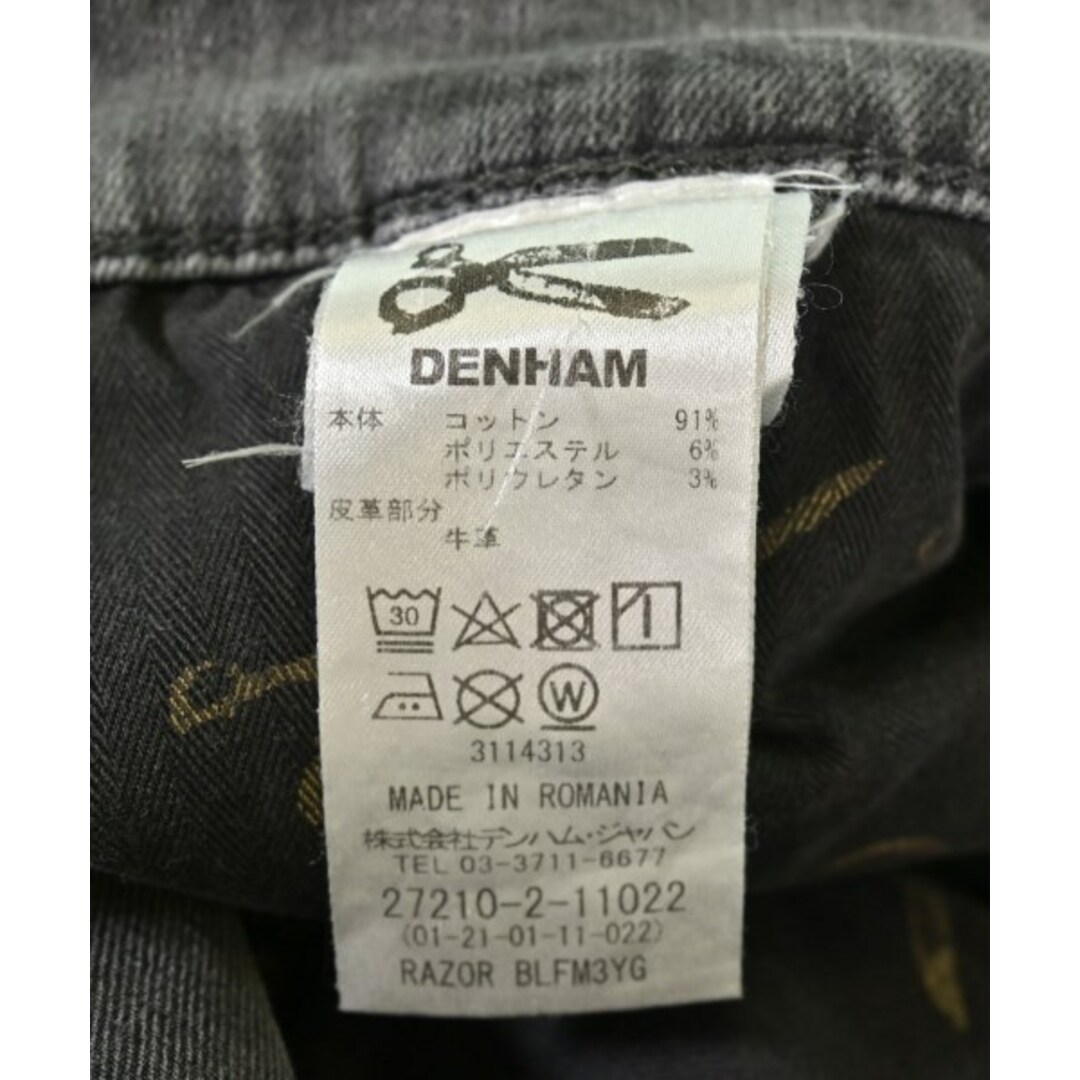 DENHAM
本体 コットン 91%
ポリエステル 6%
ポリウレタン 3%
皮革部分
牛革
30
W
3114313
MADE IN ROMANIA
株式会社デンハム・ジャパン
TEL 03-3711-6677
27210-2-11022
(01-21-01-11-022)
RAZOR BLFM3YG